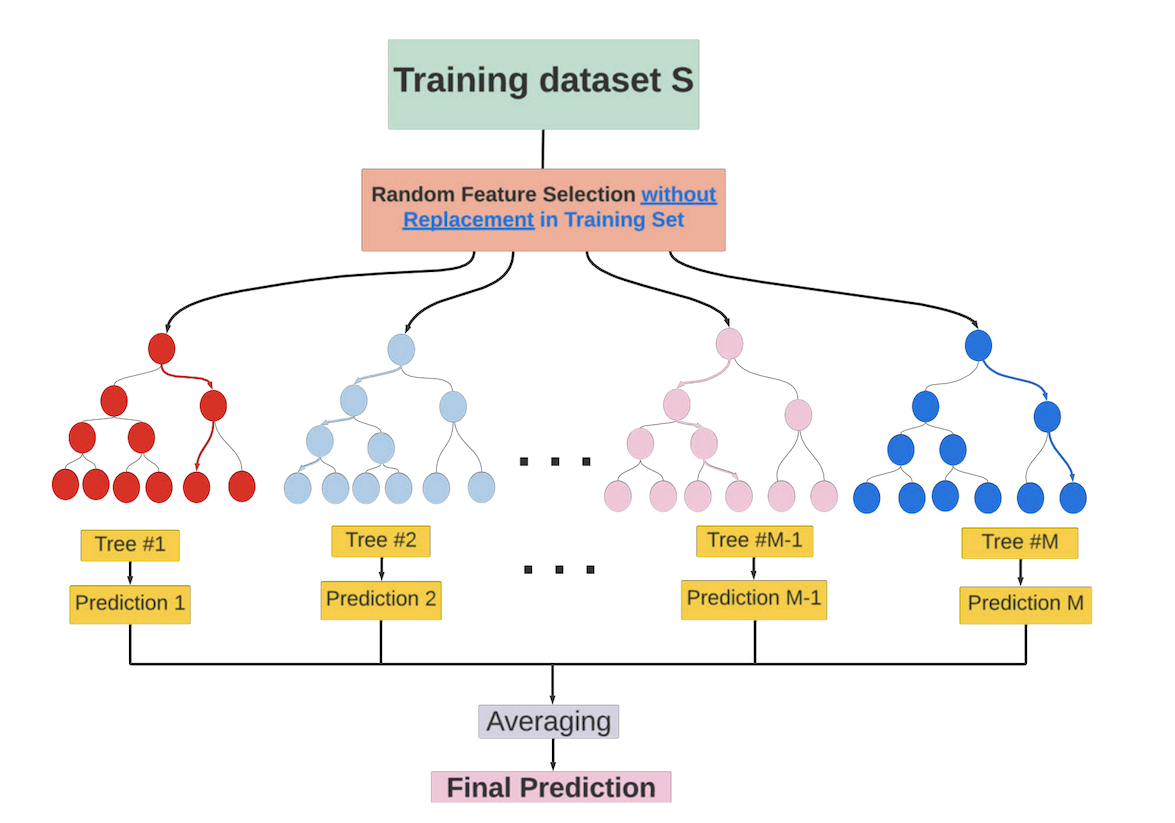 Training dataset S
Random Feature Selection without
Replacement in Training Set
Tree #1
Tree #2
Tree #M-1
Tree #M
Prediction 1
Prediction 2
Prediction M-1
Prediction M
Averaging
Final Prediction